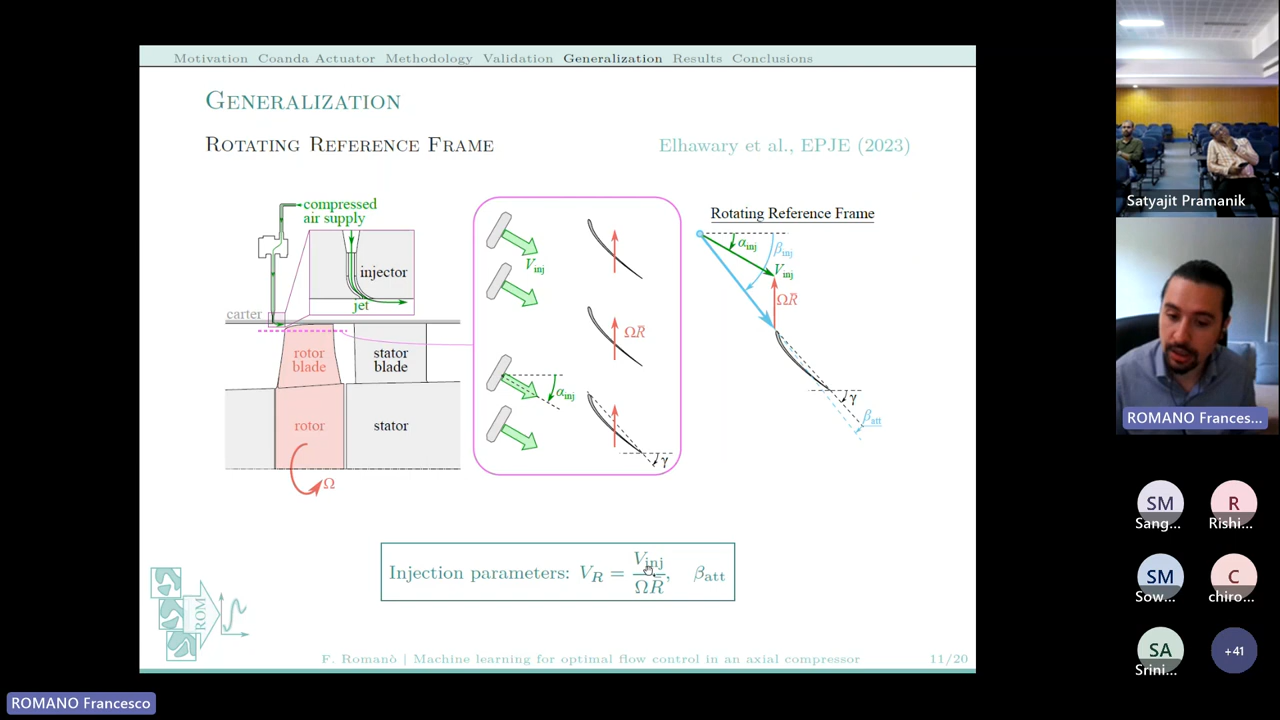 Motivation Coanda Actuator Methodology Validation Generalization Results Conclusions
Generalization
Rotating Reference Frame
Elhawary et al., EPJE (2023)
compressed
air supply
injector
jet
carter
rotor
blade
stator
blade
rotor
stator
Ω
V_inj
ΩR̄
α_inj
γ
Rotating Reference Frame
α_inj
β_inj
V_inj
ΩR̄
γ
β_att
Injection parameters: V_R = V_inj / ΩR̄, β_att
ROM
F. Romanò | Machine learning for optimal flow control in an axial compressor
11/20
Satyajit Pramanik
ROMANO Frances...
SM
Sang...
R
Rishi...
SM
Sow...
C
chiro...
SA
Srini...
+41
ROMANO Francesco